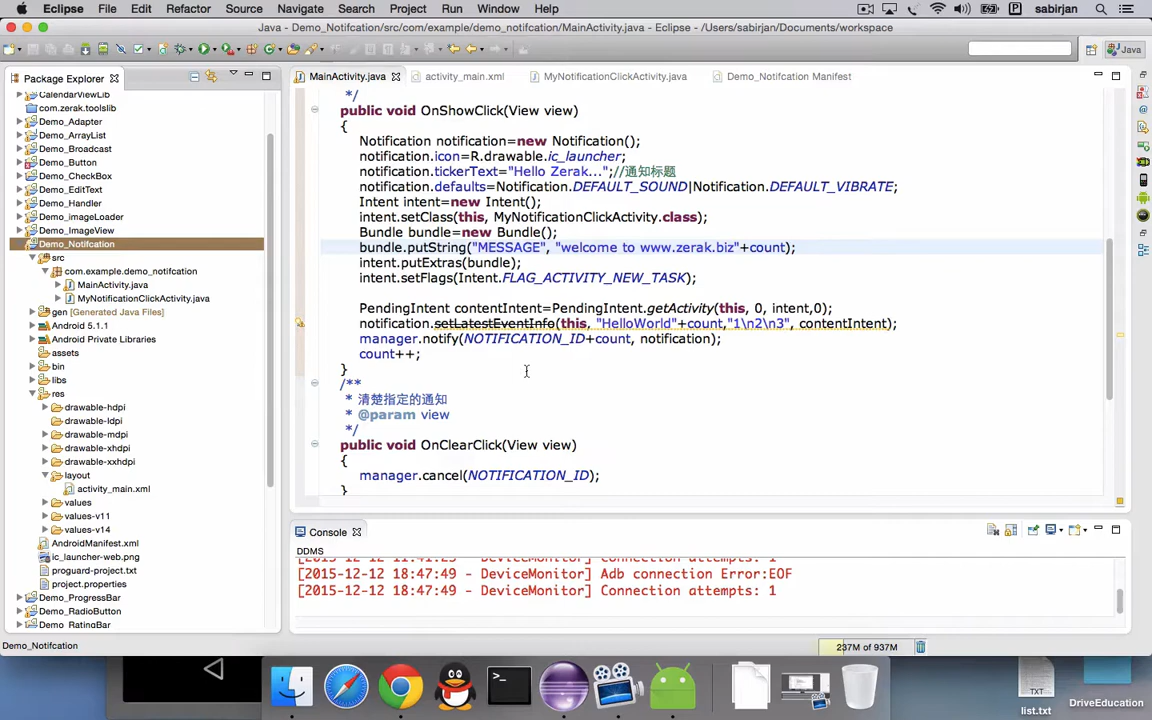 Eclipse File Edit Refactor Source Navigate Search Project Run Window Help sabirjan
Java - Demo_Notifcation/src/com/example/demo_notifcation/MainActivity.java - Eclipse - /Users/sabirjan/Documents/workspace
Java
Package Explorer
CalendarViewLib
com.zerak.toolslib
Demo_Adapter
Demo_ArrayList
Demo_Broadcast
Demo_Button
Demo_CheckBox
Demo_EditText
Demo_Handler
Demo_imageLoader
Demo_ImageView
Demo_Notifcation
src
com.example.demo_notifcation
MainActivity.java
MyNotificationClickActivity.java
gen [Generated Java Files]
Android 5.1.1
Android Private Libraries
assets
bin
libs
res
drawable-hdpi
drawable-ldpi
drawable-mdpi
drawable-xhdpi
drawable-xxhdpi
layout
activity_main.xml
values
values-v11
values-v14
AndroidManifest.xml
ic_launcher-web.png
proguard-project.txt
project.properties
Demo_ProgressBar
Demo_RadioButton
Demo_RatingBar
MainActivity.java activity_main.xml MyNotificationClickActivity.java Demo_Notifcation Manifest
*/
public void OnShowClick(View view)
{
Notification notification=new Notification();
notification.icon=R.drawable.ic_launcher;
notification.tickerText="Hello Zerak...";//通知标题
notification.defaults=Notification.DEFAULT_SOUND|Notification.DEFAULT_VIBRATE;
Intent intent=new Intent();
intent.setClass(this, MyNotificationClickActivity.class);
Bundle bundle=new Bundle();
bundle.putString("MESSAGE", "welcome to www.zerak.biz"+count);
intent.putExtras(bundle);
intent.setFlags(Intent.FLAG_ACTIVITY_NEW_TASK);
PendingIntent contentIntent=PendingIntent.getActivity(this, 0, intent,0);
notification.setLatestEventInfo(this, "HelloWorld"+count,"1\n2\n3", contentIntent);
manager.notify(NOTIFICATION_ID+count, notification);
count++;
}
/**
* 清楚指定的通知
* @param view
*/
public void OnClearClick(View view)
{
manager.cancel(NOTIFICATION_ID);
}
Console
DDMS
[2015-12-12 18:47:49 - DeviceMonitor] Adb connection Error:EOF
[2015-12-12 18:47:49 - DeviceMonitor] Connection attempts: 1
Demo_Notifcation
237M of 937M
TXT
list.txt
DriveEducation